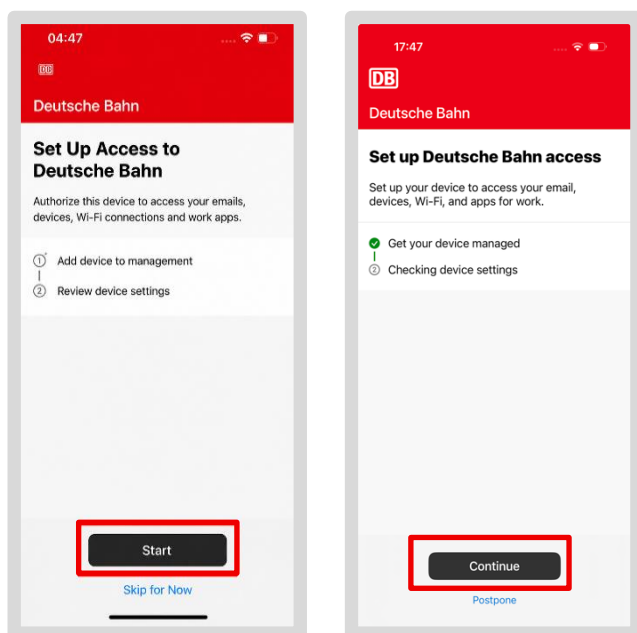 04:47
DB
Deutsche Bahn
Set Up Access to
Deutsche Bahn
Authorize this device to access your emails,
devices, Wi-Fi connections and work apps.
1 Add device to management
2 Review device settings
Start
Skip for Now
17:47
DB
Deutsche Bahn
Set up Deutsche Bahn access
Set up your device to access your email,
devices, Wi-Fi, and apps for work.
Get your device managed
2 Checking device settings
Continue
Postpone